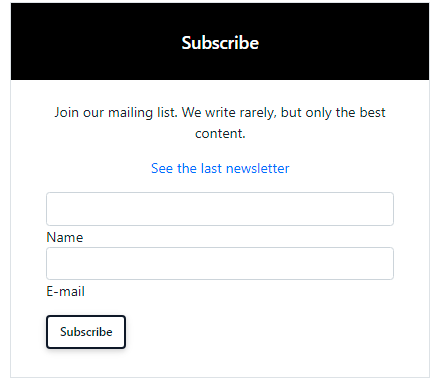 Subscribe
Join our mailing list. We write rarely, but only the best
content.
See the last newsletter
Name
E-mail
Subscribe